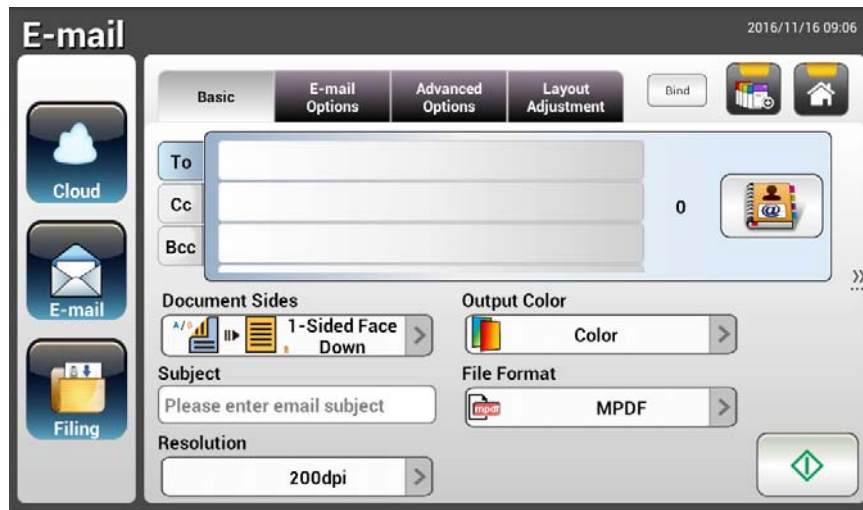 E-mail
2016/11/16 09:06
Basic
E-mail
Options
Advanced
Options
Layout
Adjustment
Bind
Cloud
E-mail
Filing
To
Cc
Bcc
0
@
Document Sides
A/B
1-Sided Face
Down
Output Color
Color
Subject
Please enter email subject
File Format
mpdf
MPDF
Resolution
200dpi